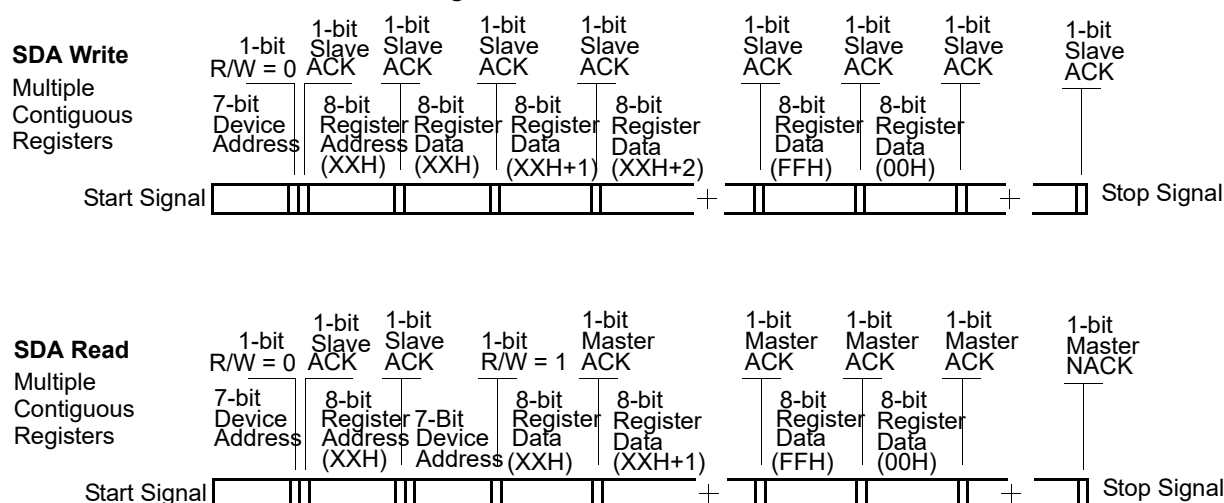 SDA Write
Multiple
Contiguous
Registers
1-bit
R/W = 0
1-bit
Slave
ACK
1-bit
Slave
ACK
1-bit
Slave
ACK
1-bit
Slave
ACK
1-bit
Slave
ACK
1-bit
Slave
ACK
1-bit
Slave
ACK
1-bit
Slave
ACK
7-bit
Device
Address
8-bit
Register
Address
(XXH)
8-bit
Register
Data
(XXH)
8-bit
Register
Data
(XXH+1)
8-bit
Register
Data
(XXH+2)
8-bit
Register
Data
(FFH)
8-bit
Register
Data
(00H)
Start Signal
Stop Signal
SDA Read
Multiple
Contiguous
Registers
1-bit
R/W = 0
1-bit
Slave
ACK
1-bit
Slave
ACK
1-bit
R/W = 1
1-bit
Master
ACK
1-bit
Master
ACK
1-bit
Master
ACK
1-bit
Master
ACK
1-bit
Master
NACK
7-bit
Device
Address
8-bit
Register
Address
(XXH)
7-Bit
Device
Address
8-bit
Register
Data
(XXH)
8-bit
Register
Data
(XXH+1)
8-bit
Register
Data
(FFH)
8-bit
Register
Data
(00H)
Start Signal
Stop Signal